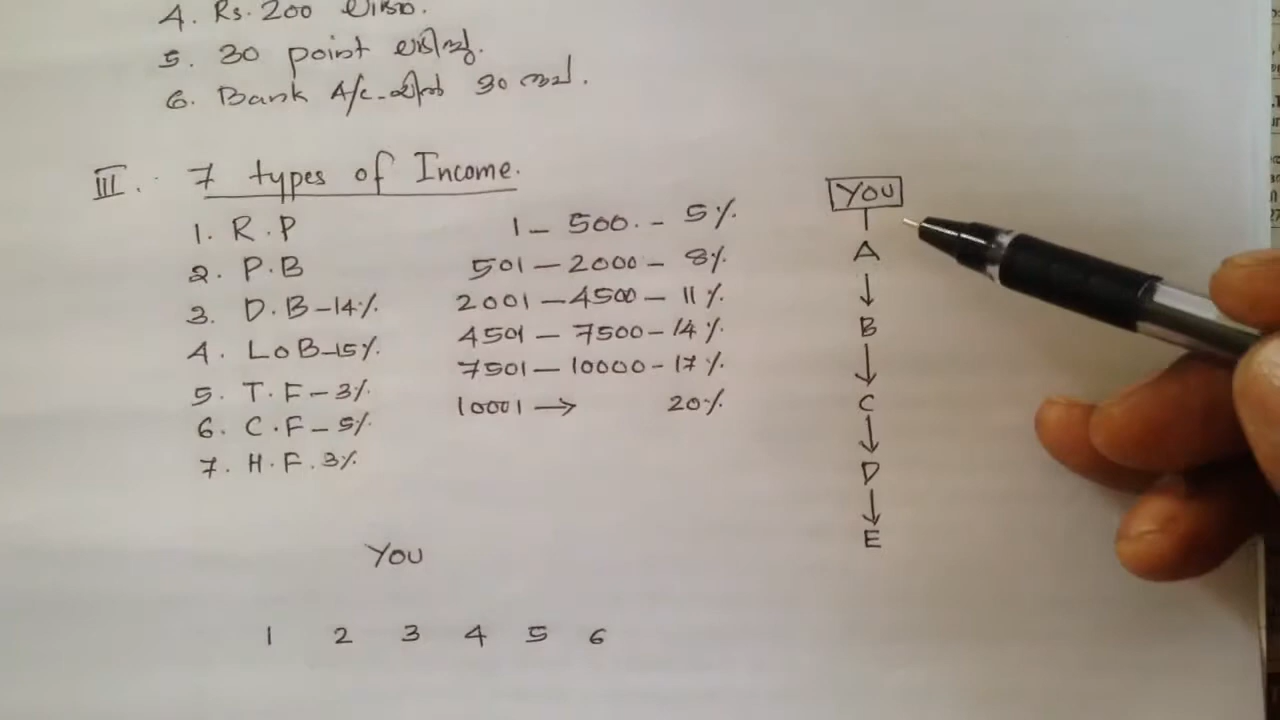 4. Rs. 200
5. 30 point
6. Bank A/c-യിൽ 30
III. 7 types of Income.
1. R.P
2. P.B
3. D.B-14%
4. LOB-15%
5. T.F-3%
6. C.F-5%
7. H.F. 3%
1 - 500. - 5%
501 - 2000 - 8%
2001 - 4500 - 11%
4501 - 7500 - 14%
7501 - 10000 - 17%
10001 → 20%
YOU
A
B
C
D
E
YOU
1 2 3 4 5 6